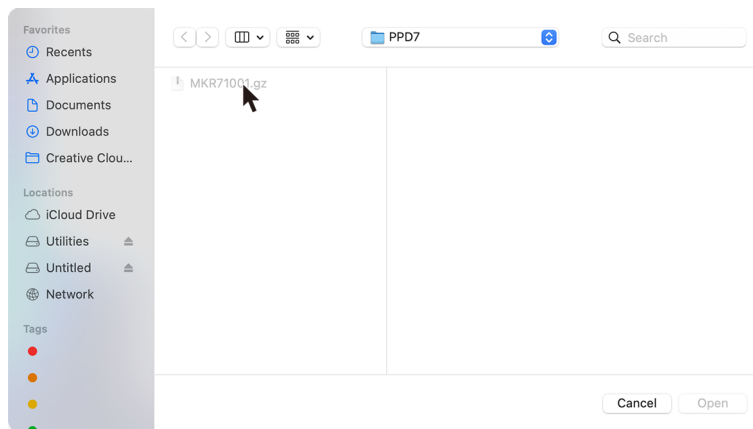 Favorites
Recents
Applications
Documents
Downloads
Creative Clou...
Locations
iCloud Drive
Utilities
Untitled
Network
Tags
PPD7
Search
MKR71001.gz
Cancel
Open